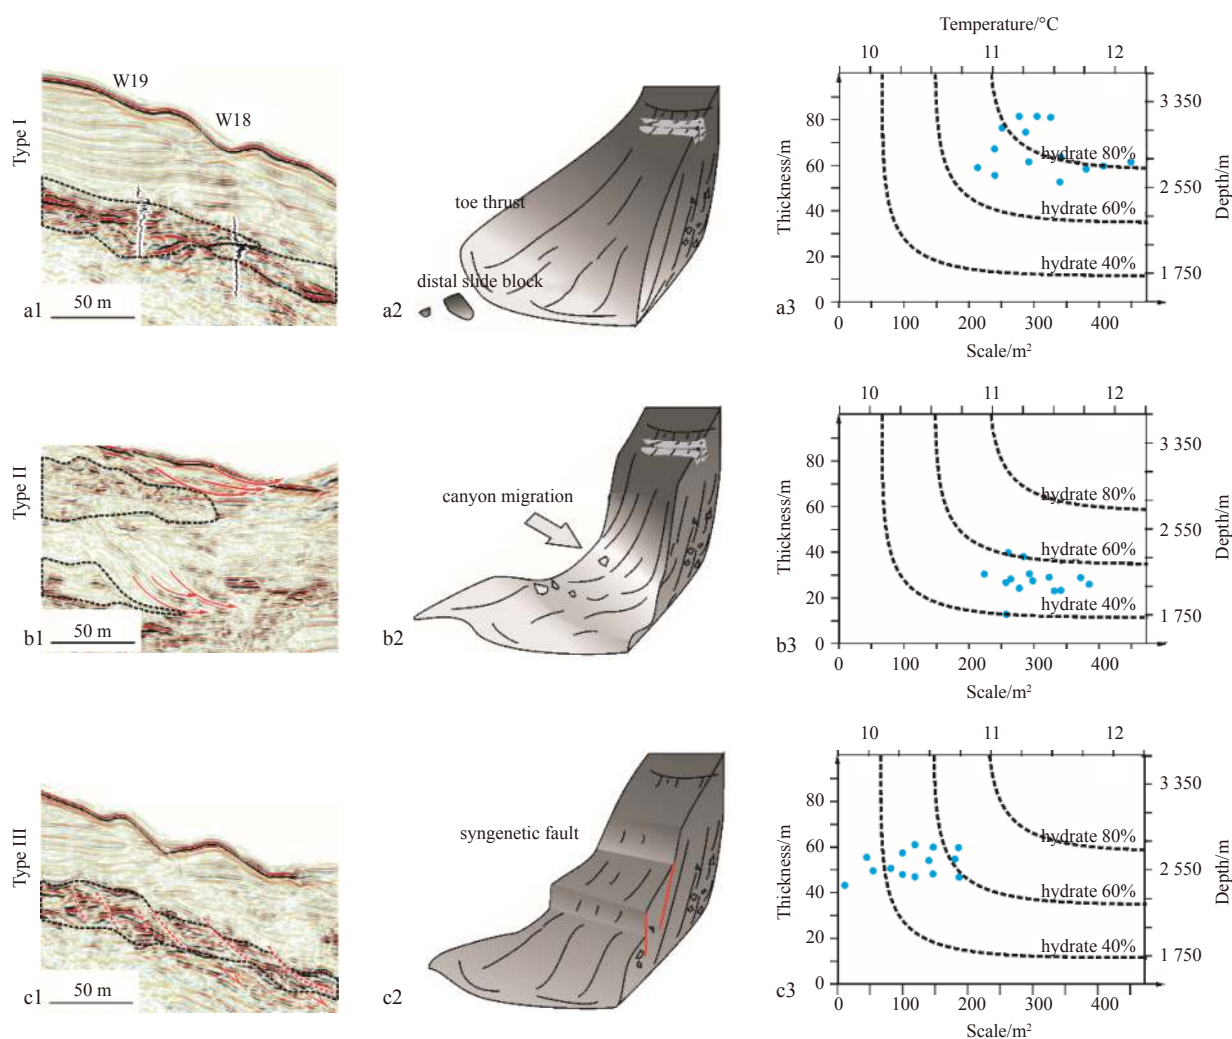 Type I
W19
W18
50 m
a1
toe thrust
distal slide block
a2
Temperature/°C
10 11 12
Thickness/m
80
60
40
20
0
hydrate 80%
hydrate 60%
hydrate 40%
3 350
2 550
1 750
Depth/m
a3
0 100 200 300 400
Scale/m²
Type II
50 m
b1
canyon migration
b2
10 11 12
Thickness/m
80
60
40
20
0
hydrate 80%
hydrate 60%
hydrate 40%
3 350
2 550
1 750
Depth/m
b3
0 100 200 300 400
Scale/m²
Type III
50 m
c1
syngenetic fault
c2
10 11 12
Thickness/m
80
60
40
20
0
hydrate 80%
hydrate 60%
hydrate 40%
3 350
2 550
1 750
Depth/m
c3
0 100 200 300 400
Scale/m²